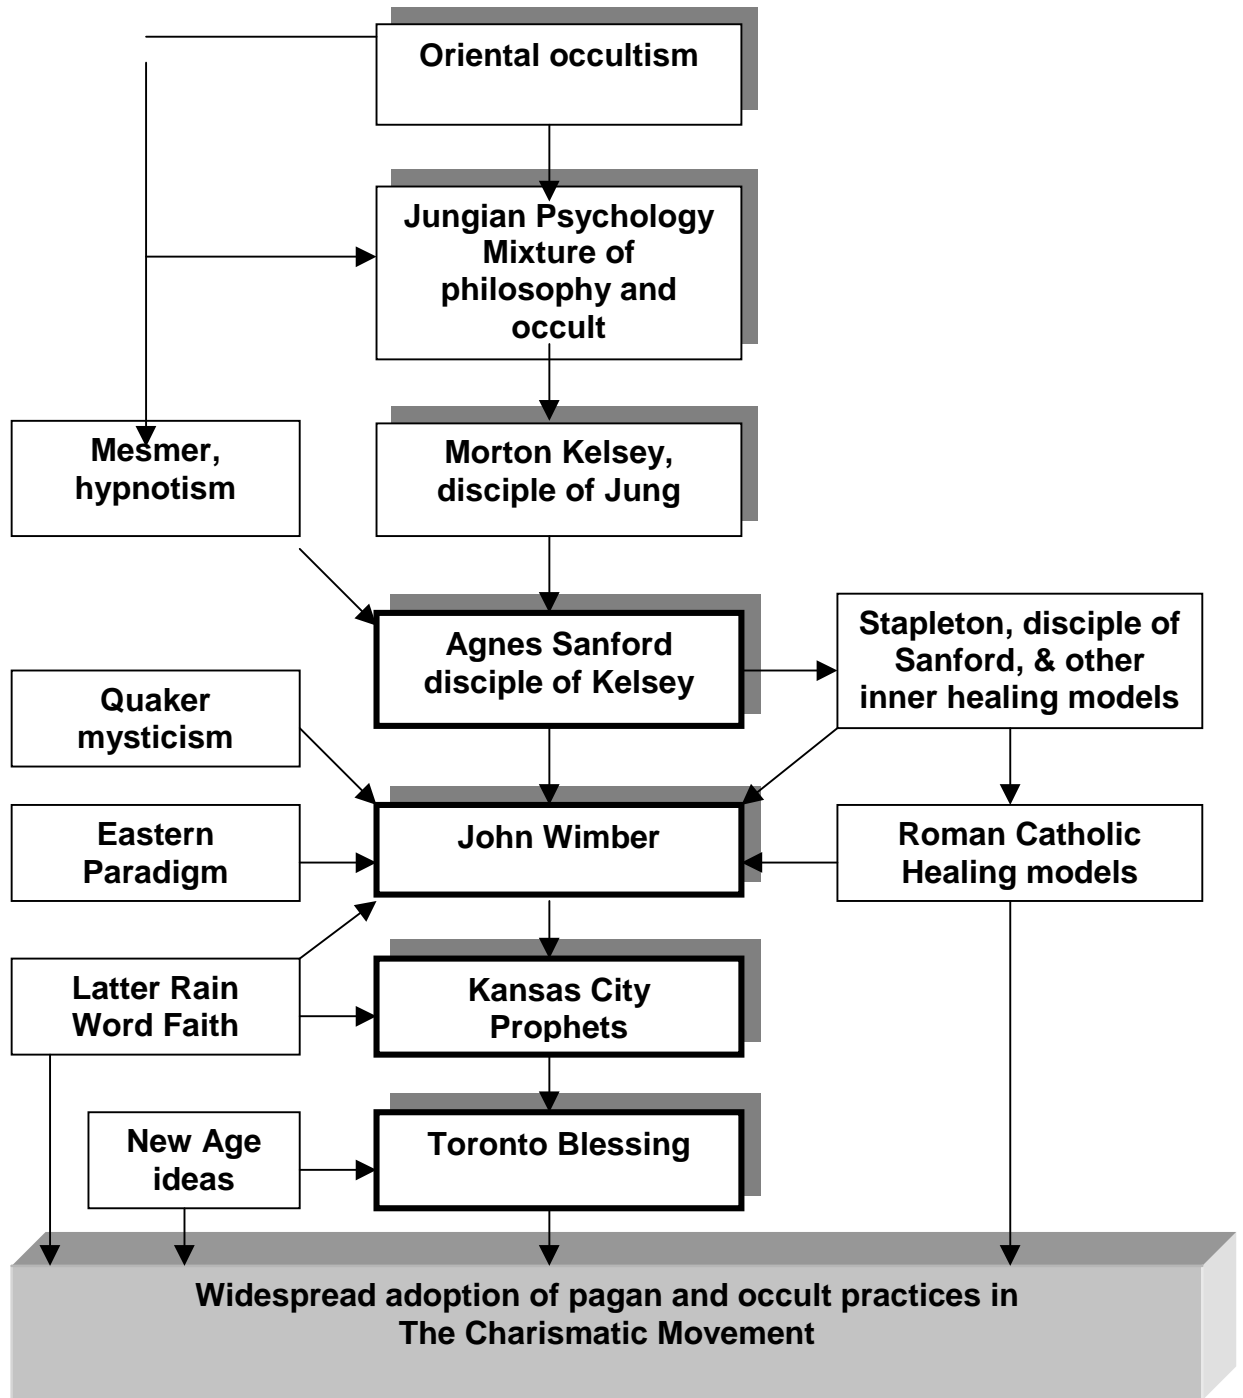 Oriental occultism
Jungian Psychology
Mixture of
philosophy and
occult
Mesmer,
hypnotism
Morton Kelsey,
disciple of Jung
Agnes Sanford
disciple of Kelsey
Stapleton, disciple of
Sanford, & other
inner healing models
Quaker
mysticism
Eastern
Paradigm
John Wimber
Roman Catholic
Healing models
Latter Rain
Word Faith
Kansas City
Prophets
New Age
ideas
Toronto Blessing
Widespread adoption of pagan and occult practices in
The Charismatic Movement